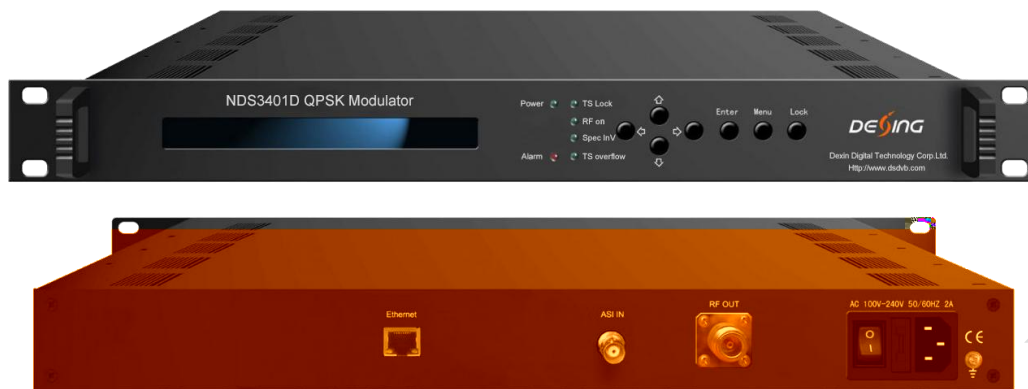 NDS3401D QPSK Modulator
Power
TS Lock
RF on
Spec InV
Alarm
TS overflow
Enter Menu Lock
DESING
Dexin Digital Technology Corp.Ltd.
Http://www.dsdvb.com
Ethernet
ASI IN
RF OUT
AC 100V-240V 50/60HZ 2A
O
I
CE